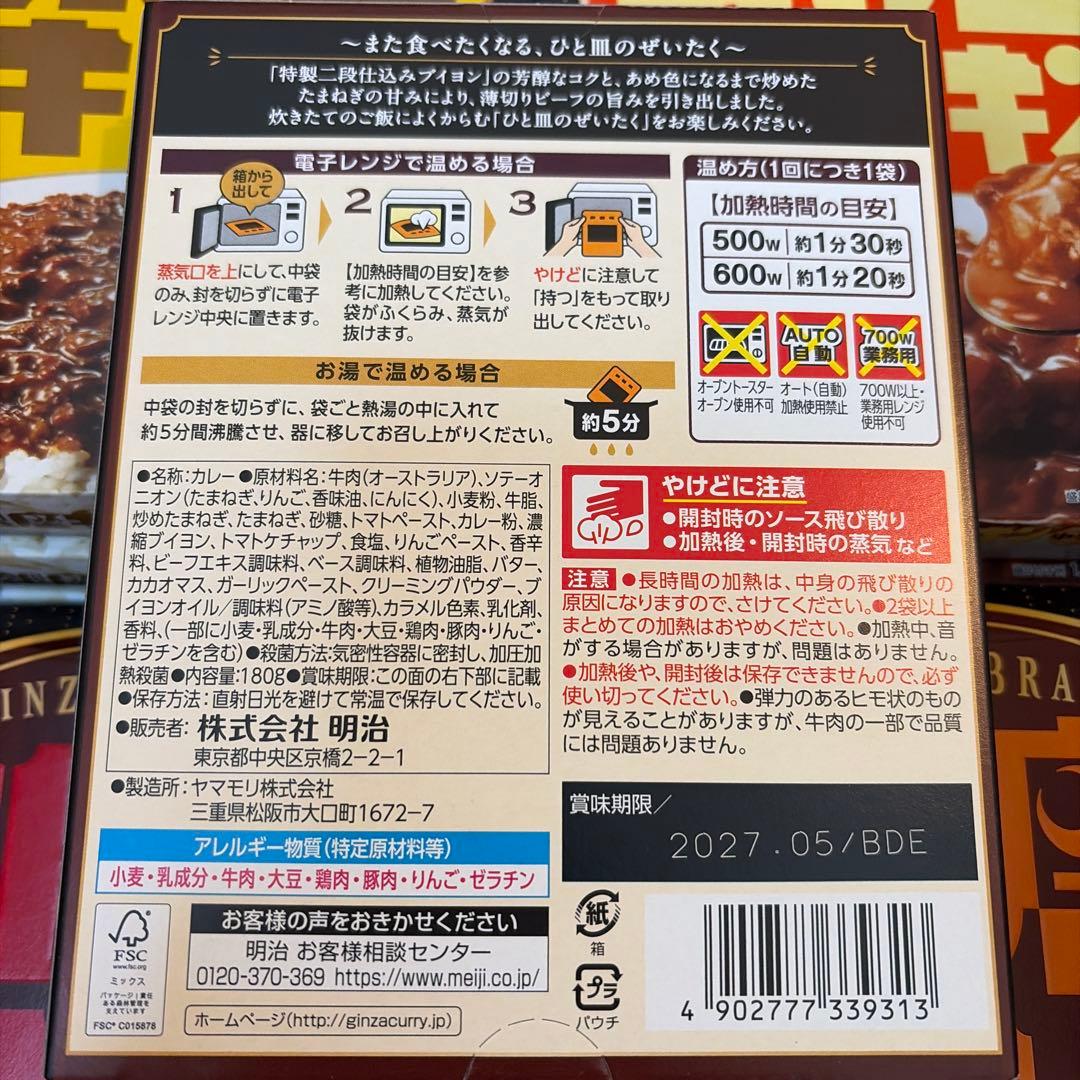 ～また食べたくなる、ひと皿のぜいたく～
「特製二段仕込みブイヨン」の芳醇なコクと、あめ色になるまで炒めた
たまねぎの甘みにより、薄切りビーフの旨みを引き出しました。
炊きたてのご飯によくからむ「ひと皿のぜいたく」をお楽しみください。
電子レンジで温める場合
1
箱から
出して
2
3
蒸気口を上にして、中袋
のみ、封を切らずに電子
レンジ中央に置きます。
【加熱時間の目安】を参
考に加熱してください。
袋がふくらみ、蒸気が
抜けます。
やけどに注意して
「持つ」をもって取り
出してください。
温め方(1回につき1袋)
【加熱時間の目安】
500W 約1分30秒
600W 約1分20秒
AUTO
自動
700W
業務用
オーブントースター
オーブン使用不可
オート(自動)
加熱使用禁止
700W以上・
業務用レンジ
使用不可
お湯で温める場合
中袋の封を切らずに、袋ごと熱湯の中に入れて
約5分間沸騰させ、器に移してお召し上がりください。
約5分
●名称:カレー●原材料名:牛肉(オーストラリア)、ソテーオ
ニオン(たまねぎ、りんご、香味油、にんにく)、小麦粉、牛脂、
炒めたまねぎ、たまねぎ、砂糖、トマトペースト、カレー粉、濃
縮ブイヨン、トマトケチャップ、食塩、りんごペースト、香辛
料、ビーフエキス調味料、ベース調味料、植物油脂、バター、
カカオマス、ガーリックペースト、クリーミングパウダー、ブ
イヨンオイル／調味料(アミノ酸等)、カラメル色素、乳化剤、
香料、(一部に小麦・乳成分・牛肉・大豆・鶏肉・豚肉・りんご・
ゼラチンを含む)●殺菌方法:気密性容器に密封し、加圧加
熱殺菌●内容量:180g●賞味期限:この面の右下部に記載
●保存方法:直射日光を避けて常温で保存してください。
●販売者:株式会社 明治
東京都中央区京橋2-2-1
●製造所:ヤマモリ株式会社
三重県松阪市大口町1672-7
やけどに注意
●開封時のソース飛び散り
●加熱後・開封時の蒸気 など
注意 ●長時間の加熱は、中身の飛び散りの
原因になりますので、さけてください。●2袋以上
まとめての加熱はおやめください。●加熱中、音
がする場合がありますが、問題はありません。
●加熱後や、開封後は保存できませんので、必ず
使い切ってください。●弾力のあるヒモ状のもの
が見えることがありますが、牛肉の一部で品質
には問題ありません。
賞味期限／
2027.05/BDE
アレルギー物質(特定原材料等)
小麦・乳成分・牛肉・大豆・鶏肉・豚肉・りんご・ゼラチン
FSC
www.fsc.org
ミックス
パッケージ|責任
ある森林管理を
支えています
FSC® C015878
お客様の声をおきかせください
明治 お客様相談センター
0120-370-369 https://www.meiji.co.jp/
ホームページ(http://ginzacurry.jp/)
紙
箱
プラ
パウチ
4 902777 339313
INZ
BRA
キ